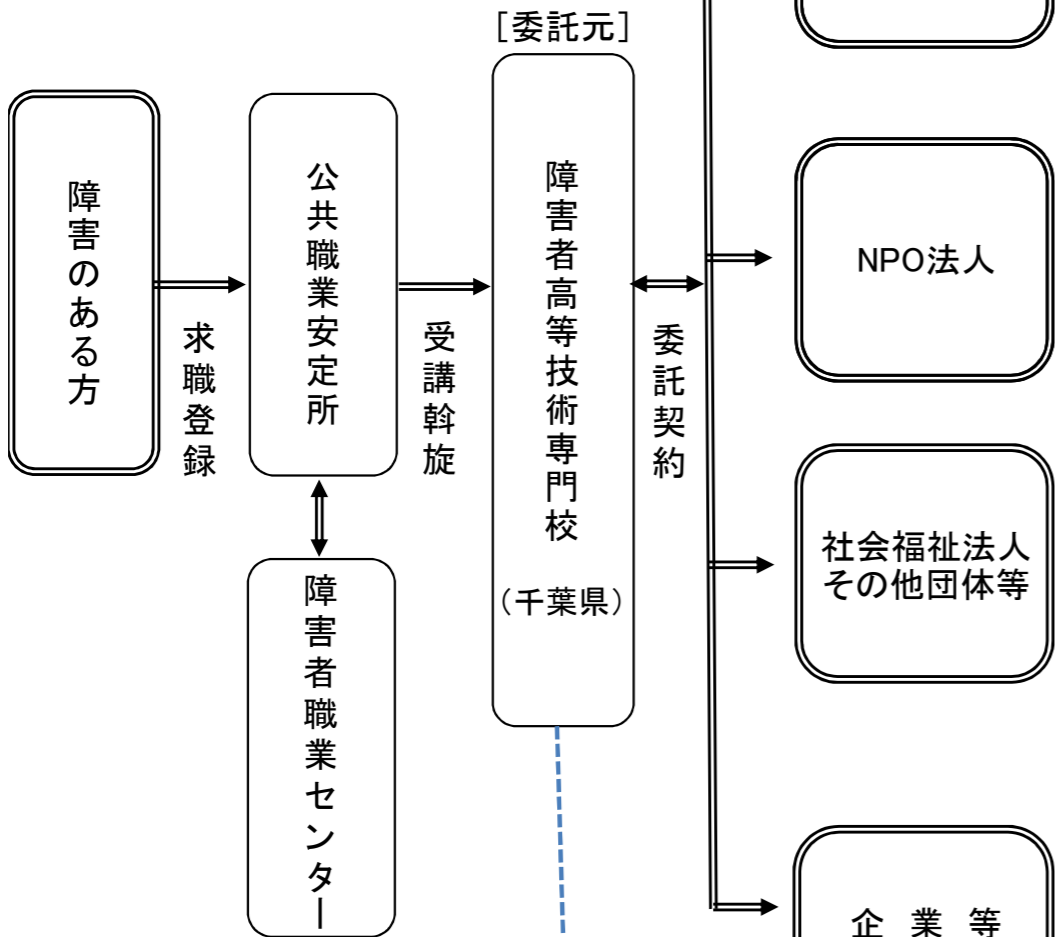 [委託元]
障害のある方
求職登録
公共職業安定所
受講斡旋
障害者高等技術専門校
(千葉県)
委託契約
障害者職業センター
NPO法人
社会福祉法人
その他団体等
企業等